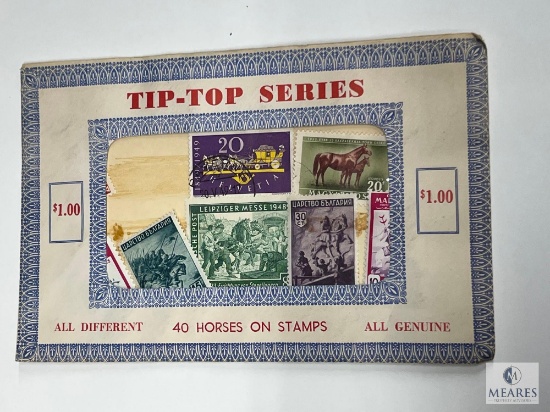 TIP-TOP SERIES
$1.00
$1.00
20
HELVETIA
20
MAGYAR POSTA
LEIPZIGER MESSE 1948
ЦАРСТВО БЪЛГАРИЯ
30
ЦАРСТВО БЪЛГАРИЯ
ALL DIFFERENT
40 HORSES ON STAMPS
ALL GENUINE
MEARES